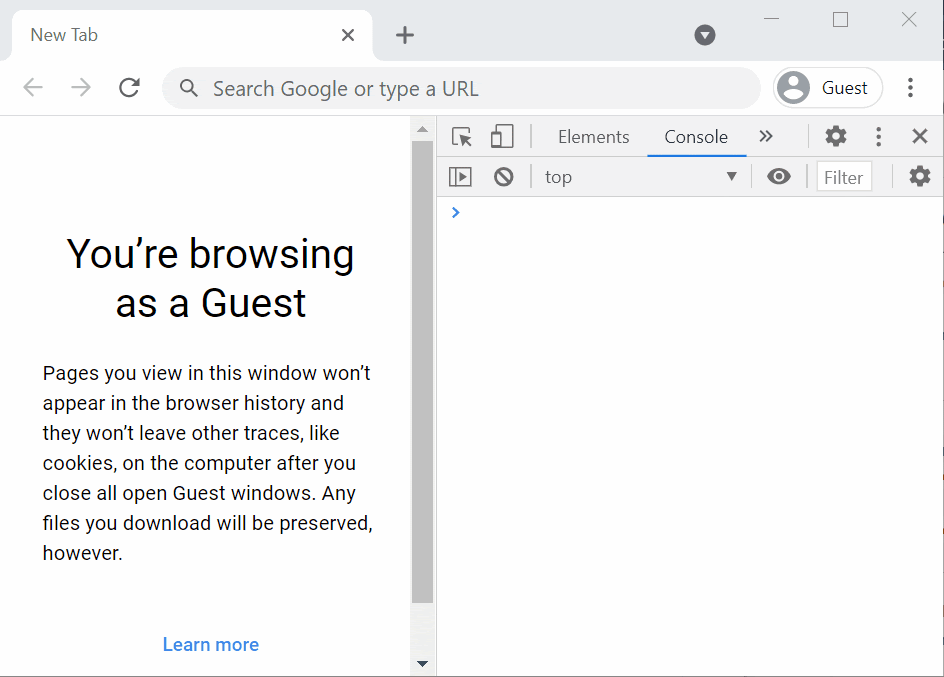 New Tab
Search Google or type a URL
Guest
Elements
Console
top
Filter
You’re browsing
as a Guest
Pages you view in this window won’t
appear in the browser history and
they won’t leave other traces, like
cookies, on the computer after you
close all open Guest windows. Any
files you download will be preserved,
however.
Learn more